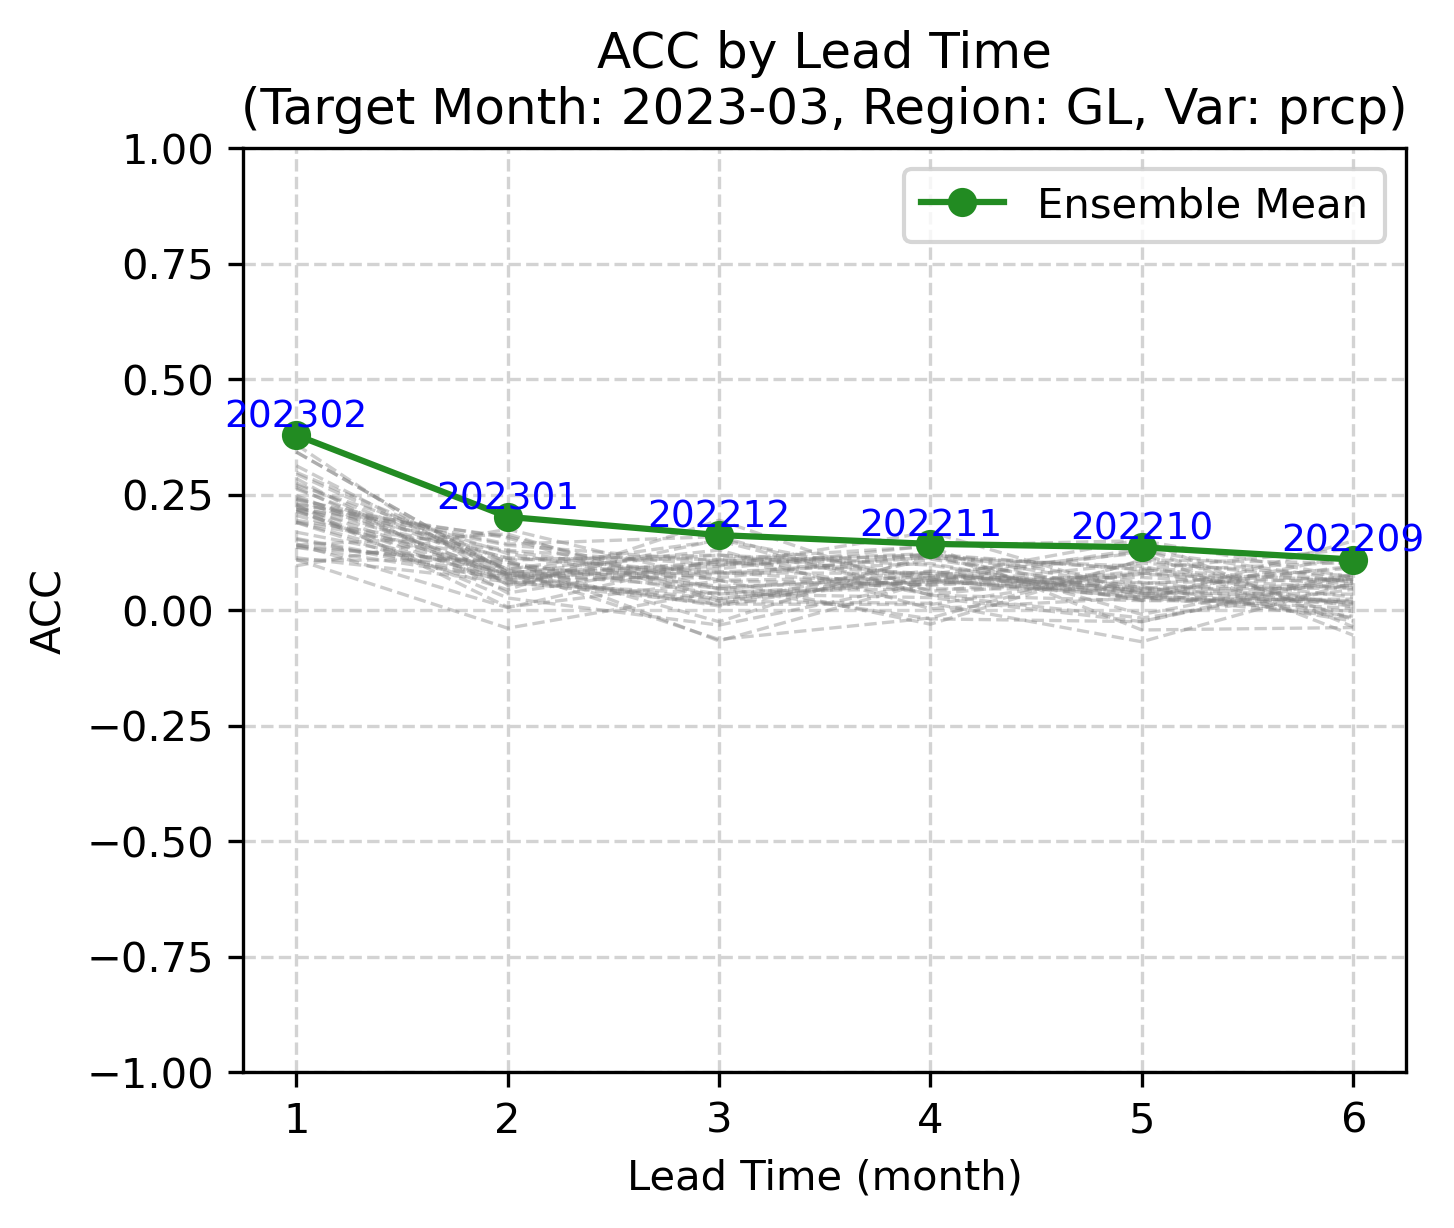 ACC by Lead Time
(Target Month: 2023-03, Region: GL, Var: prcp)
Ensemble Mean
1.00
0.75
0.50
0.25
0.00
−0.25
−0.50
−0.75
−1.00
ACC
202302
202301
202212
202211
202210
202209
1 2 3 4 5 6
Lead Time (month)